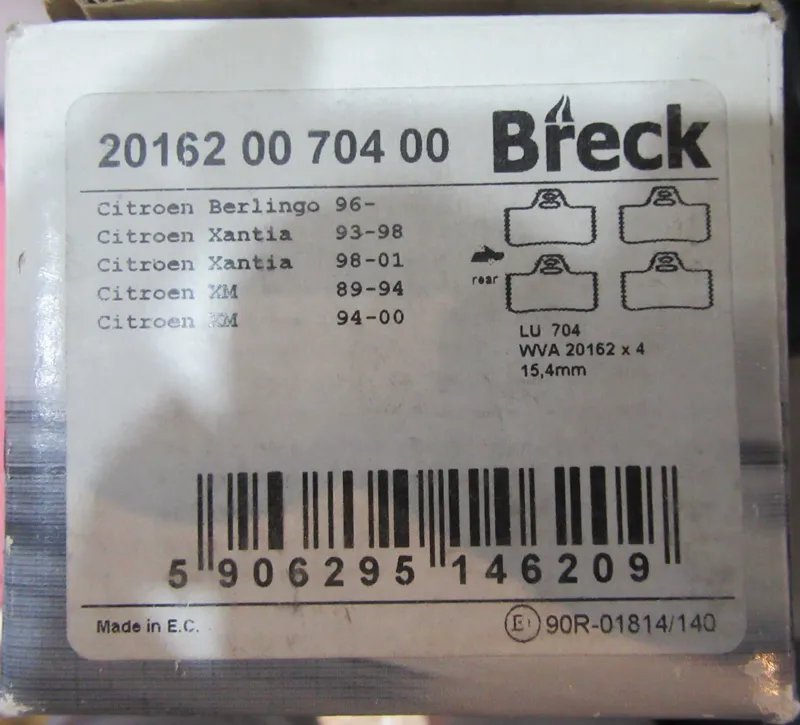 20162 00 704 00
Breck
Citroen Berlingo 96-
Citroen Xantia 93-98
Citroen Xantia 98-01
Citroen XM 89-94
Citroen XM 94-00
rear
LU 704
WVA 20162 x 4
15,4mm
5 906295 146209
Made in E.C.
E 90R-01814/140